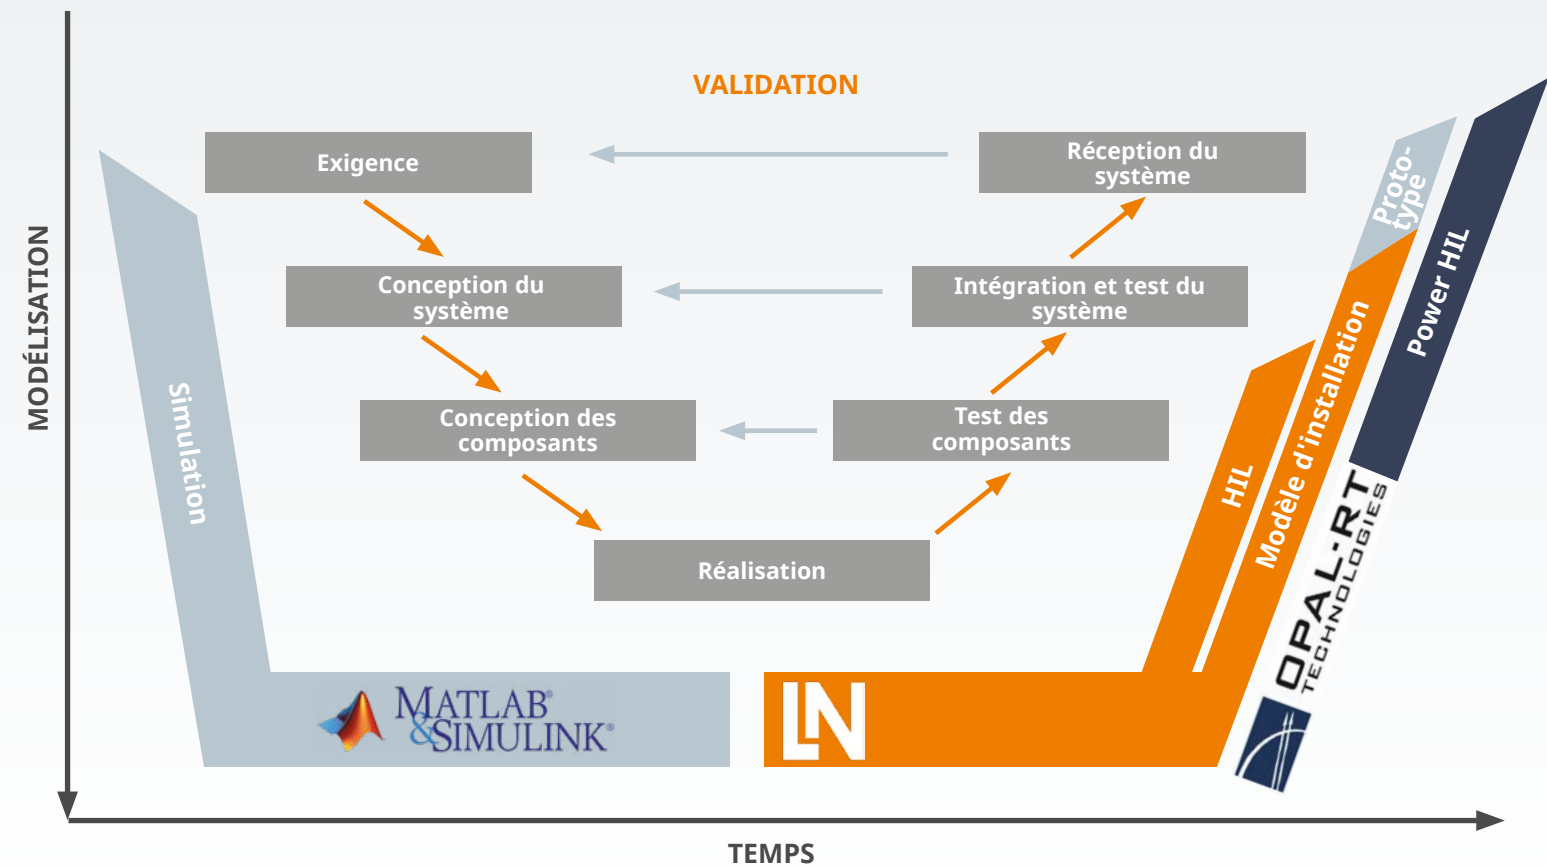 VALIDATION
Exigence
Réception du
système
Conception du
système
Intégration et test du
système
Conception des
composants
Test des
composants
Réalisation
MODÉLISATION
Simulation
MATLAB®
&SIMULINK®
LN
HIL
Modèle d'installation
Proto-
type
Power HIL
OPAL-RT
TECHNOLOGIES
TEMPS